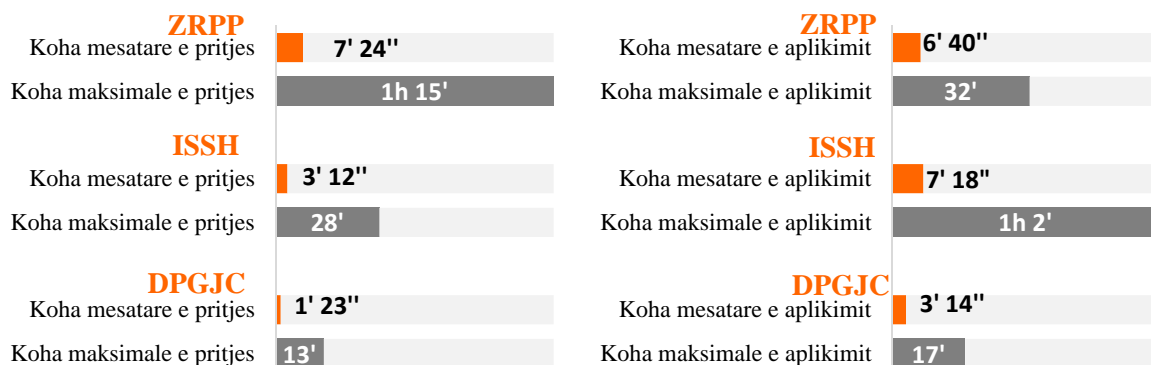 ZRPP
Koha mesatare e pritjes 7' 24''
Koha maksimale e pritjes 1h 15'
ISSH
Koha mesatare e pritjes 3' 12''
Koha maksimale e pritjes 28'
DPGJC
Koha mesatare e pritjes 1' 23''
Koha maksimale e pritjes 13'
ZRPP
Koha mesatare e aplikimit 6' 40''
Koha maksimale e aplikimit 32'
ISSH
Koha mesatare e aplikimit 7' 18"
Koha maksimale e aplikimit 1h 2'
DPGJC
Koha mesatare e aplikimit 3' 14''
Koha maksimale e aplikimit 17'